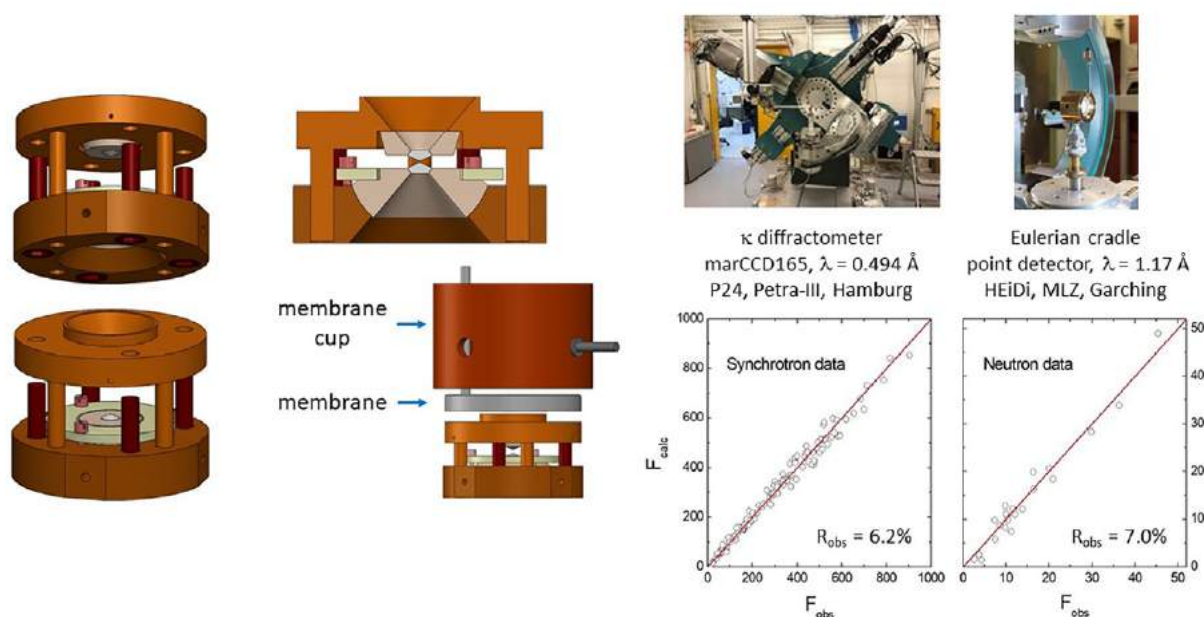 membrane
cup
membrane
κ diffractometer
marCCD165, λ = 0.494 Å
P24, Petra-III, Hamburg
Eulerian cradle
point detector, λ = 1.17 Å
HEiDi, MLZ, Garching
1000
800
600
400
200
0
F_calc
Synchrotron data
R_obs = 6.2%
0 200 400 600 800 1000
F_obs
Neutron data
R_obs = 7.0%
50
40
30
20
10
0
0 10 20 30 40 50
F_obs